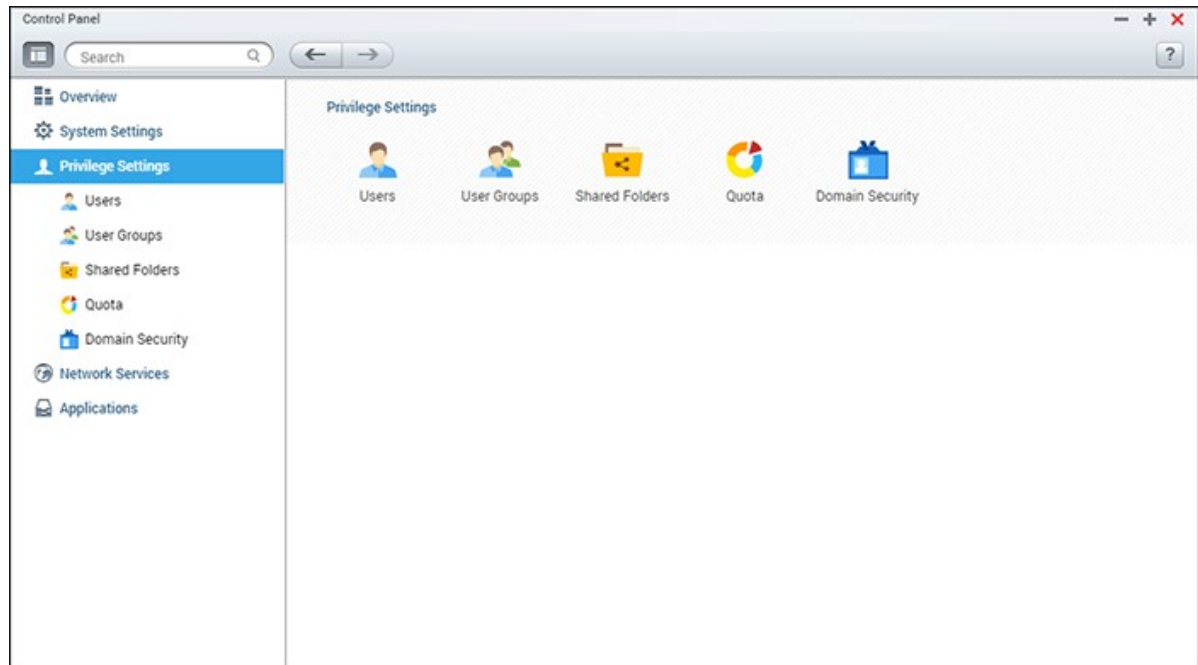 Control Panel
Search
?
Overview
System Settings
Privilege Settings
Users
User Groups
Shared Folders
Quota
Domain Security
Network Services
Applications
Privilege Settings
Users User Groups Shared Folders Quota Domain Security